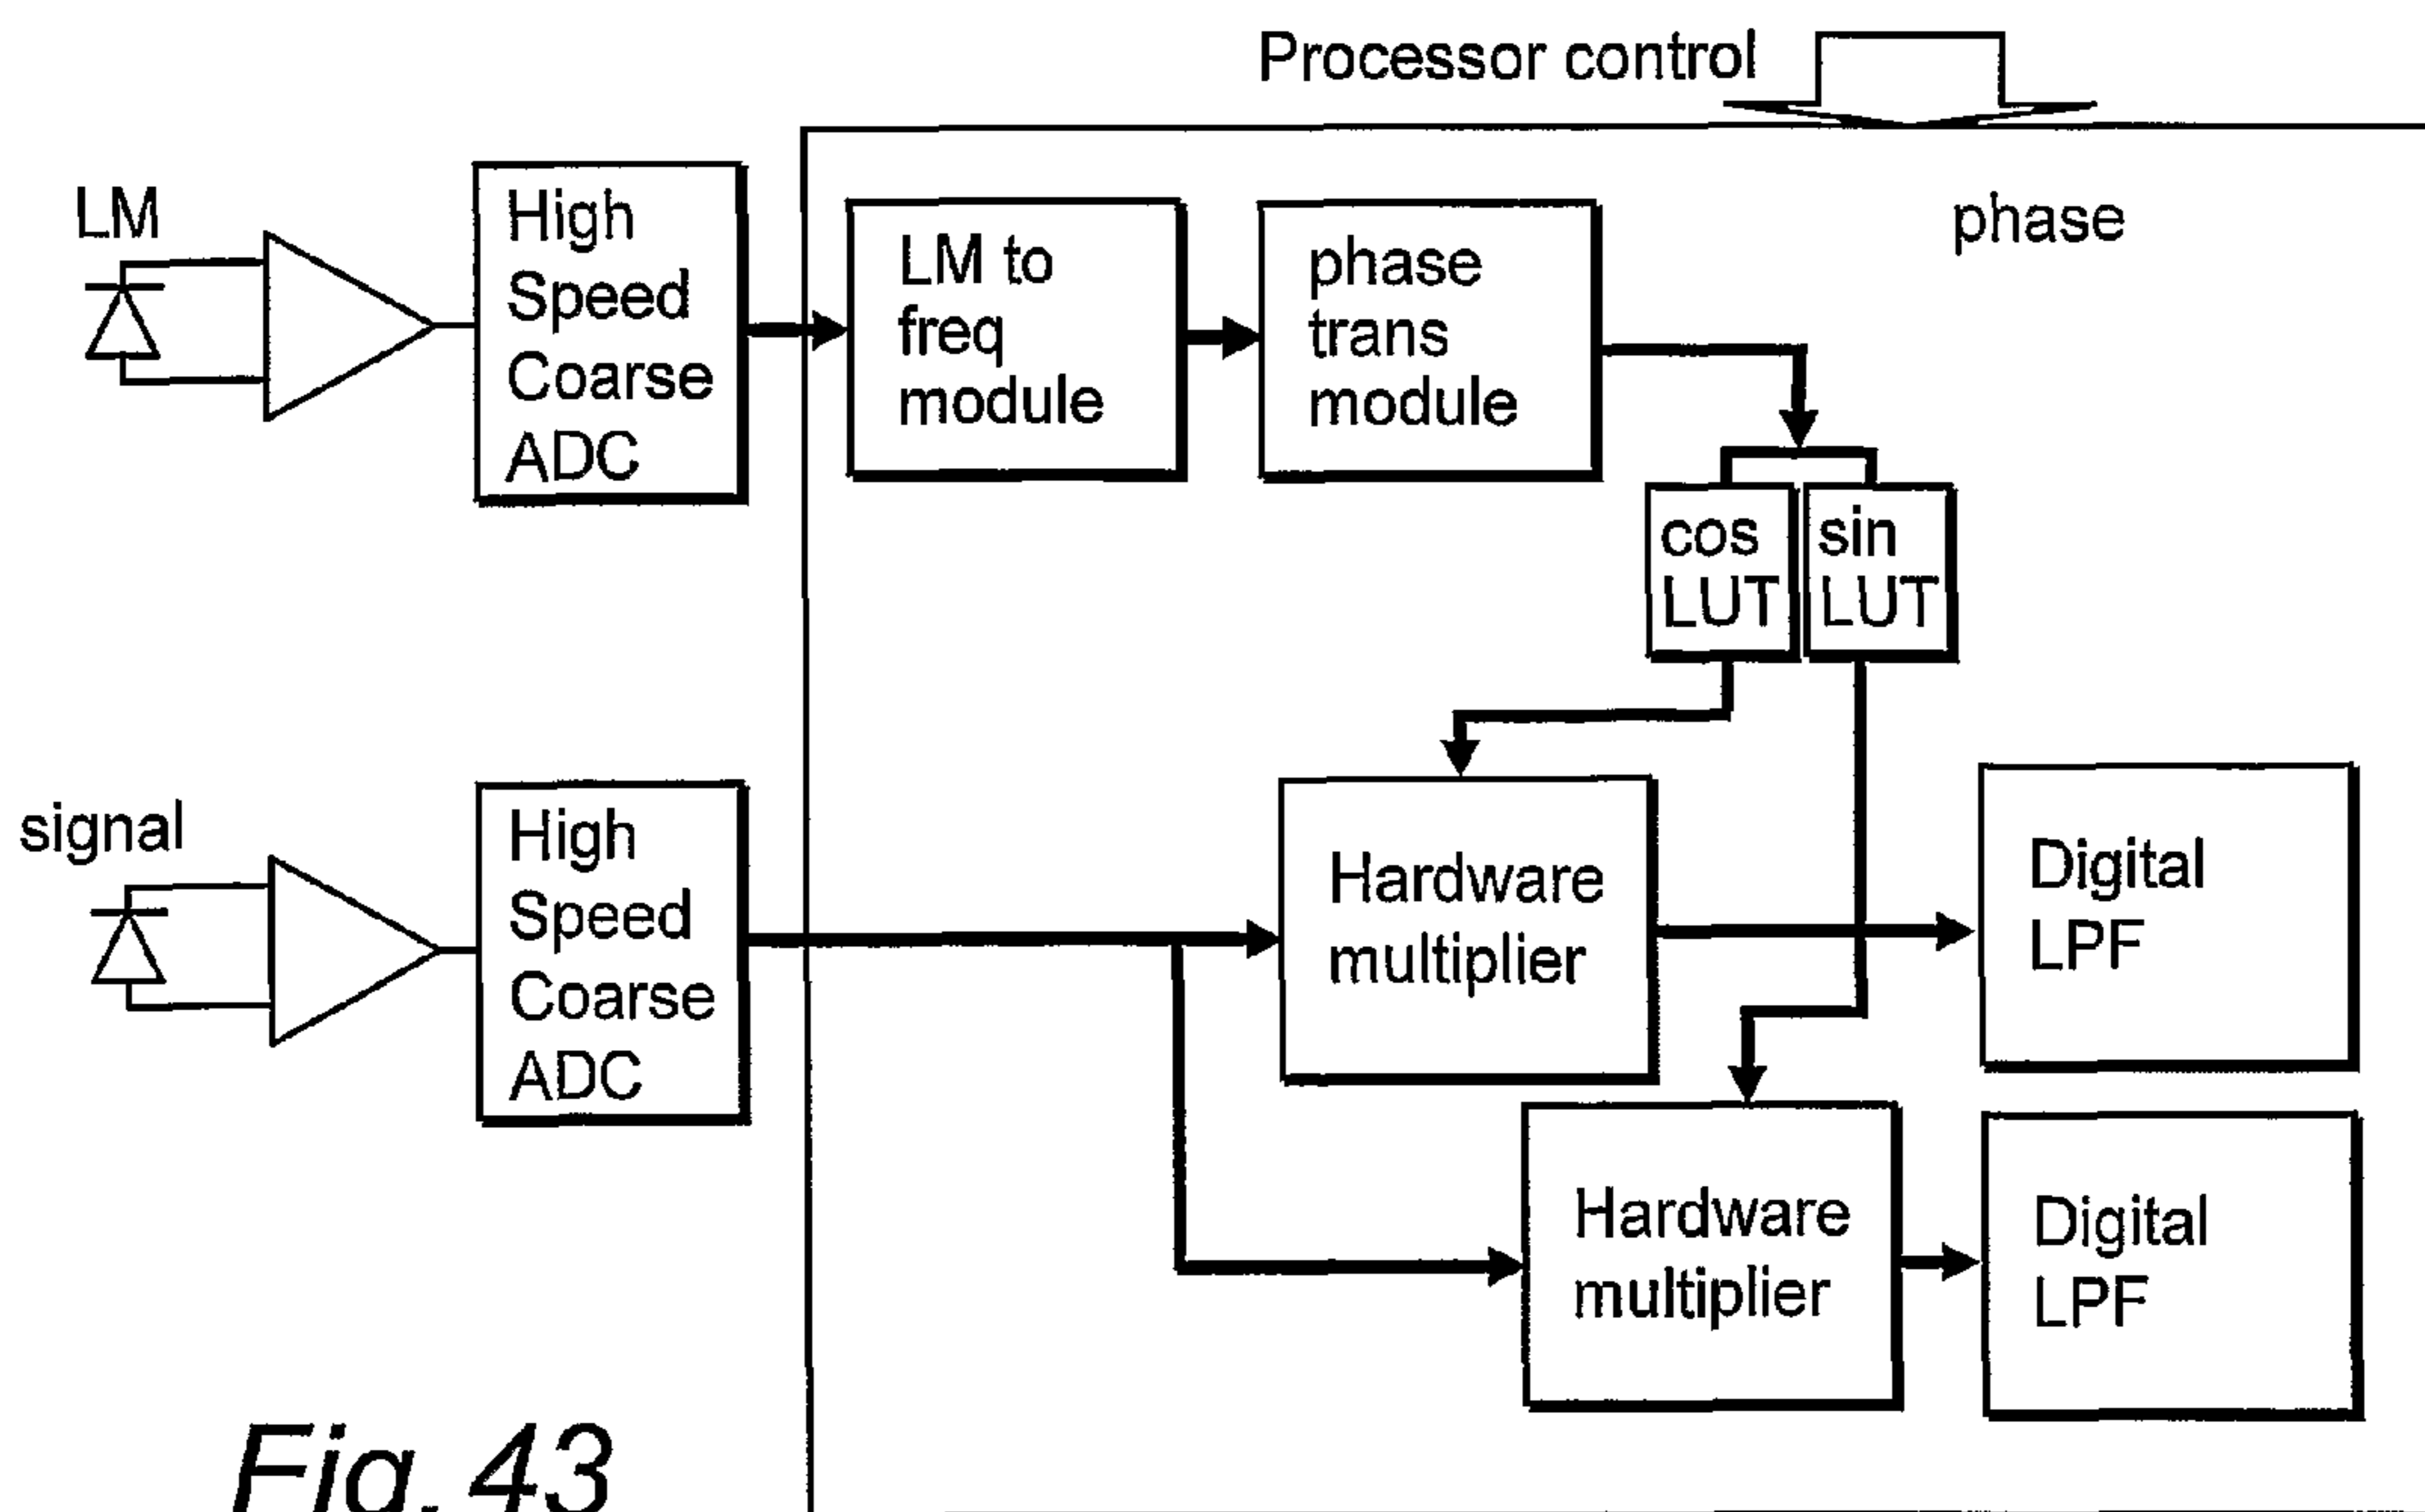 Processor control
LM
High
Speed
Coarse
ADC
LM to
freq
module
phase
trans
module
phase
cos
LUT
sin
LUT
signal
High
Speed
Coarse
ADC
Hardware
multiplier
Digital
LPF
Hardware
multiplier
Digital
LPF
Fig. 43